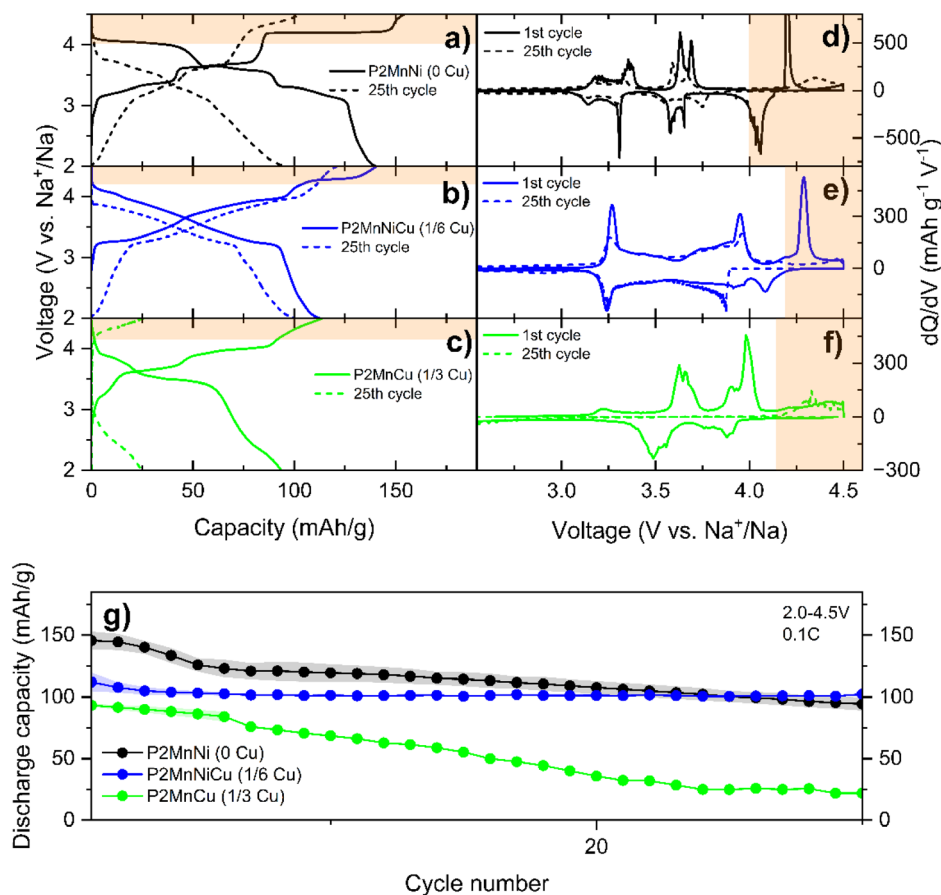 a)
4
3
2
P2MnNi (0 Cu)
25th cycle
d)
1st cycle
25th cycle
500
0
−500
b)
4
3
2
P2MnNiCu (1/6 Cu)
25th cycle
e)
1st cycle
25th cycle
300
0
c)
4
3
2
P2MnCu (1/3 Cu)
25th cycle
f)
1st cycle
25th cycle
300
0
−300
Voltage (V vs. Na⁺/Na)
dQ/dV (mAh g⁻¹ V⁻¹)
0 50 100 150
3.0 3.5 4.0 4.5
Capacity (mAh/g)
Voltage (V vs. Na⁺/Na)
g)
2.0-4.5V
0.1C
Discharge capacity (mAh/g)
150
100
50
0
150
100
50
0
P2MnNi (0 Cu)
P2MnNiCu (1/6 Cu)
P2MnCu (1/3 Cu)
20
Cycle number